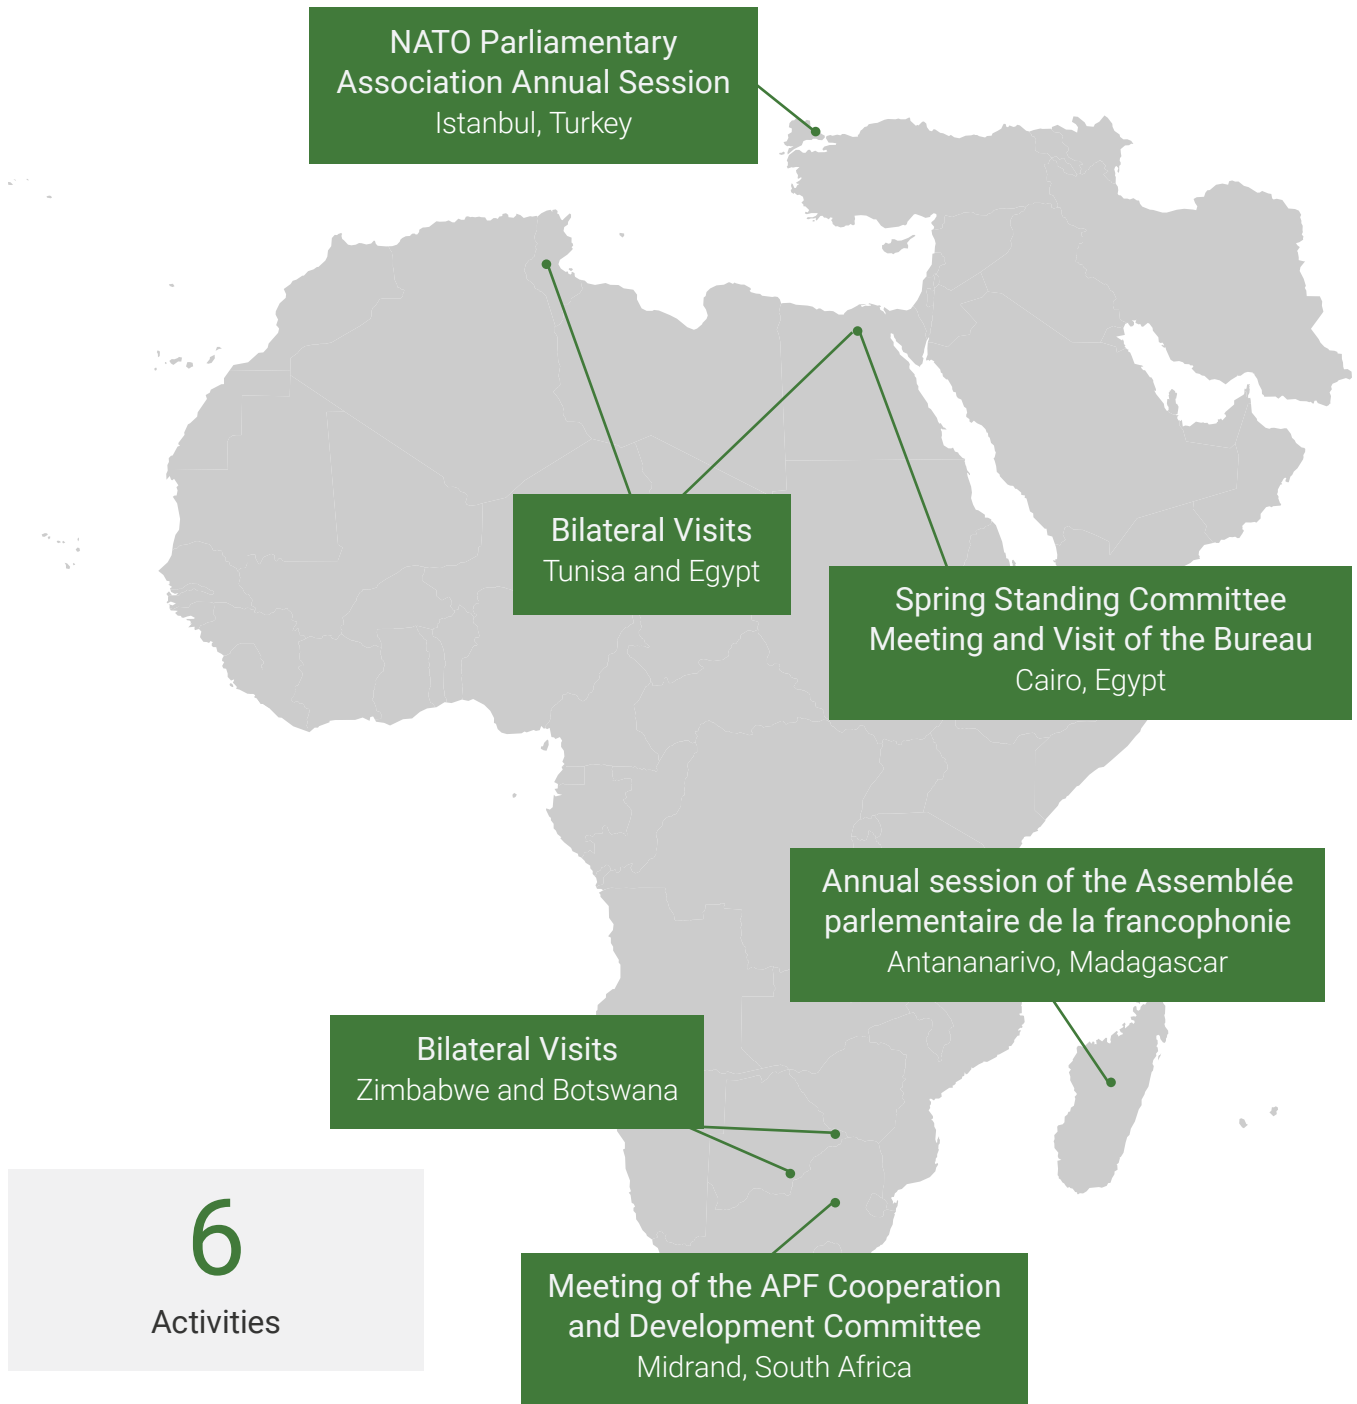 NATO Parliamentary
Association Annual Session
Istanbul, Turkey
Bilateral Visits
Tunisa and Egypt
Spring Standing Committee
Meeting and Visit of the Bureau
Cairo, Egypt
Annual session of the Assemblée
parlementaire de la francophonie
Antananarivo, Madagascar
Bilateral Visits
Zimbabwe and Botswana
6
Activities
Meeting of the APF Cooperation
and Development Committee
Midrand, South Africa